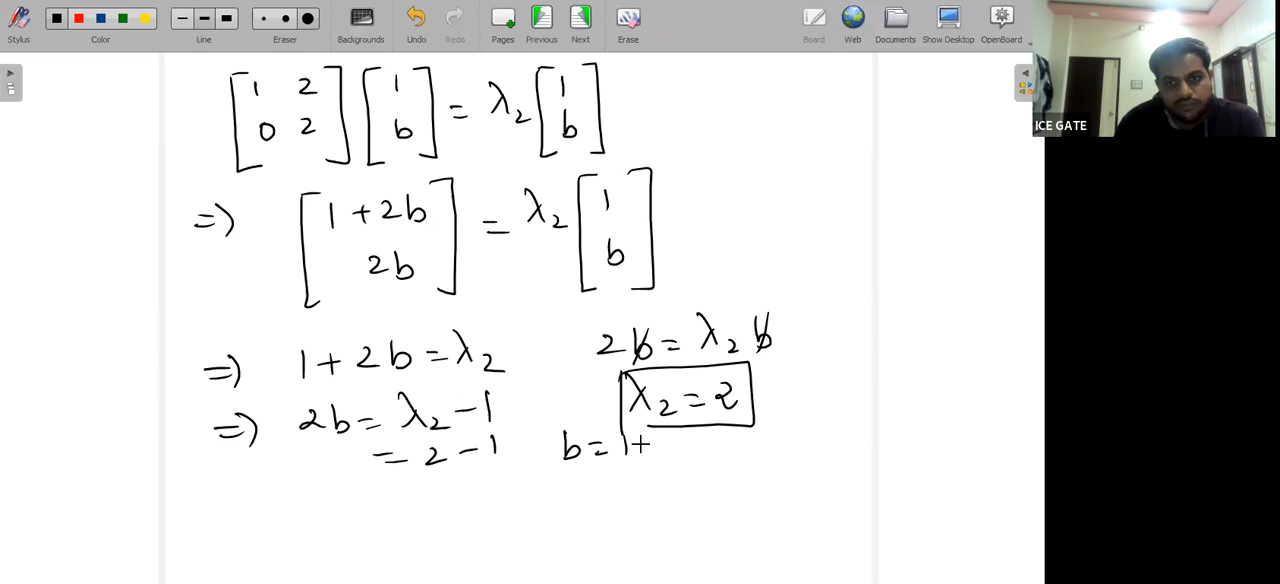 Stylus Color Line Eraser Backgrounds Undo Redo Pages Previous Next Erase Board Web Documents Show Desktop OpenBoard
ICE GATE
[1 2; 0 2] [1; b] = λ₂ [1; b]
=> [1 + 2b; 2b] = λ₂ [1; b]
=> 1 + 2b = λ₂ 2b = λ₂ b
=> 2b = λ₂ - 1 λ₂ = 2
= 2 - 1 b = 1+